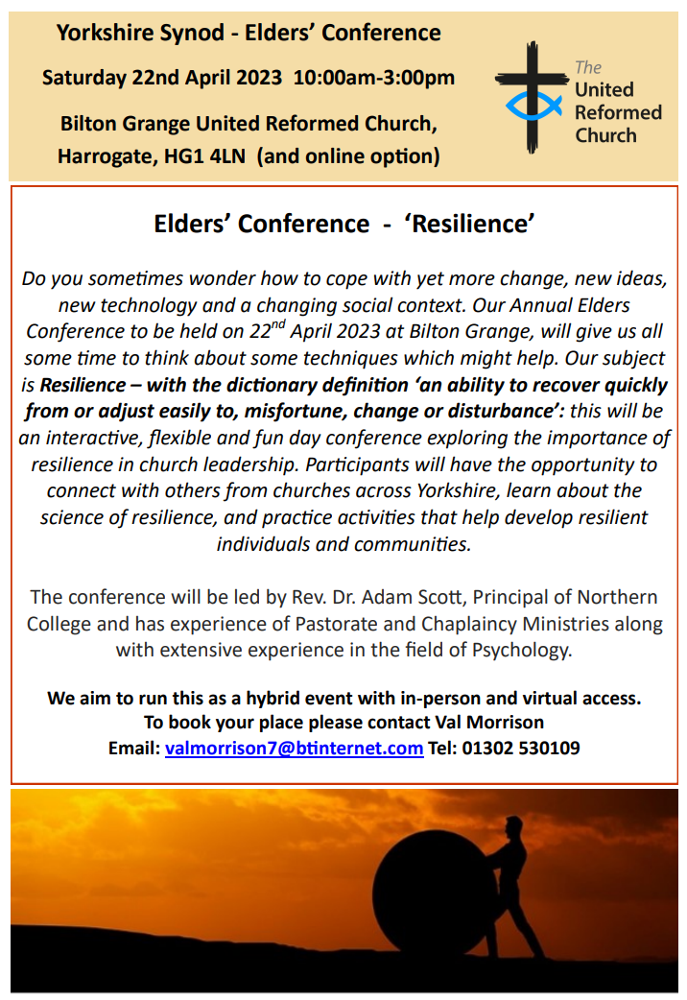 Yorkshire Synod - Elders’ Conference
Saturday 22nd April 2023  10:00am-3:00pm
Bilton Grange United Reformed Church,
Harrogate, HG1 4LN  (and online option)
The
United
Reformed
Church
Elders’ Conference  -  ‘Resilience’
Do you sometimes wonder how to cope with yet more change, new ideas,
new technology and a changing social context. Our Annual Elders
Conference to be held on 22nd April 2023 at Bilton Grange, will give us all
some time to think about some techniques which might help. Our subject
is Resilience – with the dictionary definition ‘an ability to recover quickly
from or adjust easily to, misfortune, change or disturbance’: this will be
an interactive, flexible and fun day conference exploring the importance of
resilience in church leadership. Participants will have the opportunity to
connect with others from churches across Yorkshire, learn about the
science of resilience, and practice activities that help develop resilient
individuals and communities.
The conference will be led by Rev. Dr. Adam Scott, Principal of Northern
College and has experience of Pastorate and Chaplaincy Ministries along
with extensive experience in the field of Psychology.
We aim to run this as a hybrid event with in-person and virtual access.
To book your place please contact Val Morrison
Email: valmorrison7@btinternet.com Tel: 01302 530109